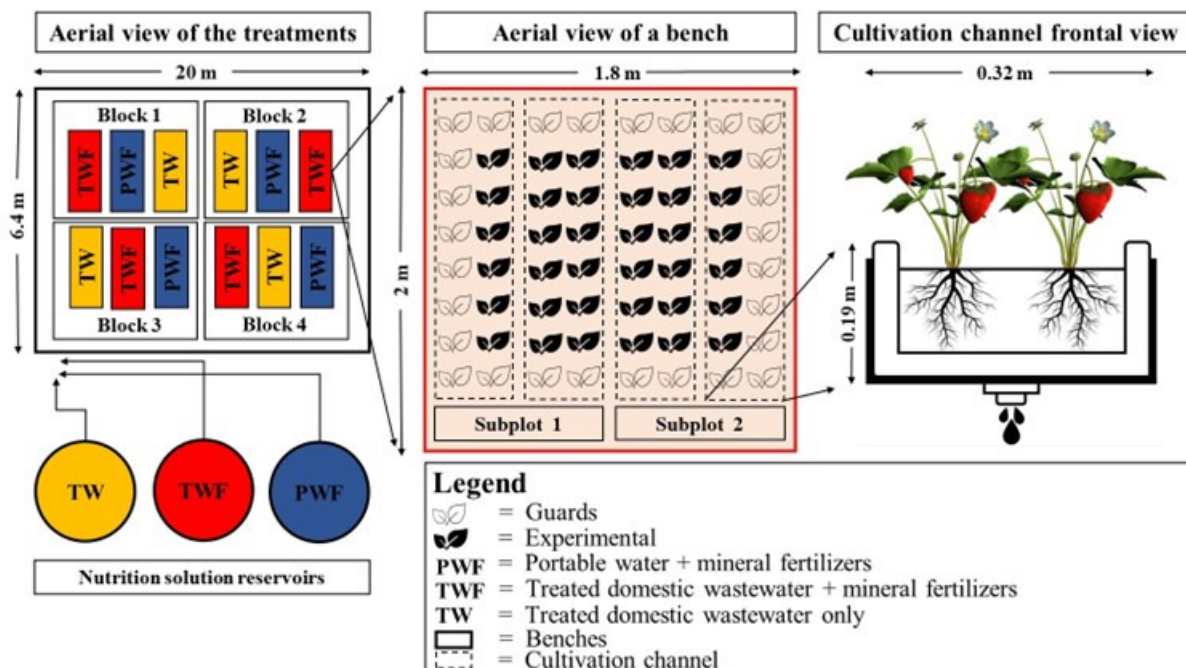 Aerial view of the treatments
20 m
6.4 m
Block 1
TWF
PWF
TW
Block 2
TW
PWF
TWF
TW
TWF
PWF
Block 3
TWF
TW
PWF
Block 4
TW
TWF
PWF
Nutrition solution reservoirs
Aerial view of a bench
1.8 m
2 m
Subplot 1
Subplot 2
Cultivation channel frontal view
0.32 m
0.19 m
Legend
= Guards
= Experimental
PWF = Portable water + mineral fertilizers
TWF = Treated domestic wastewater + mineral fertilizers
TW = Treated domestic wastewater only
= Benches
= Cultivation channel